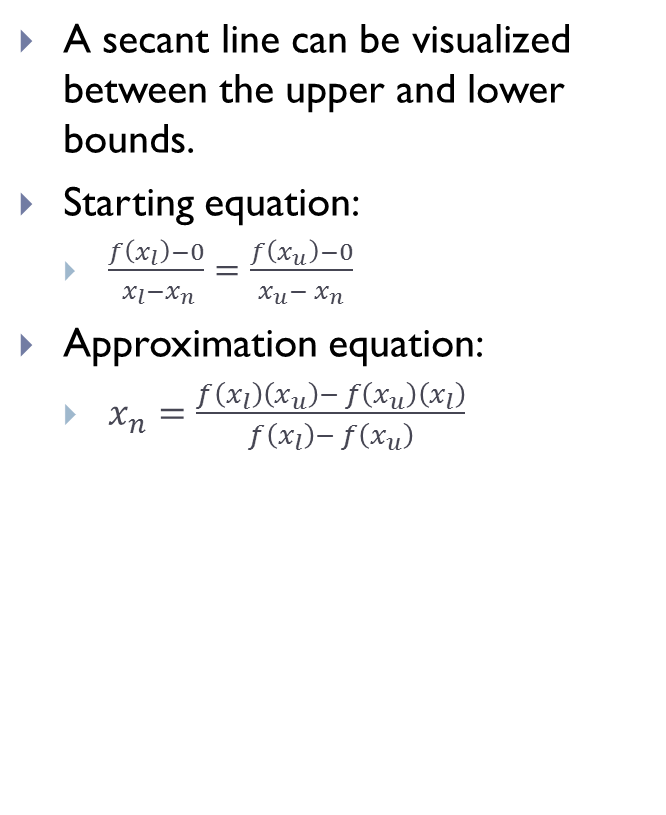 A secant line can be visualized
between the upper and lower
bounds.
Starting equation:
\frac{f(x_l)-0}{x_l-x_n} = \frac{f(x_u)-0}{x_u- x_n}
Approximation equation:
x_n = \frac{f(x_l)(x_u)- f(x_u)(x_l)}{f(x_l)- f(x_u)}